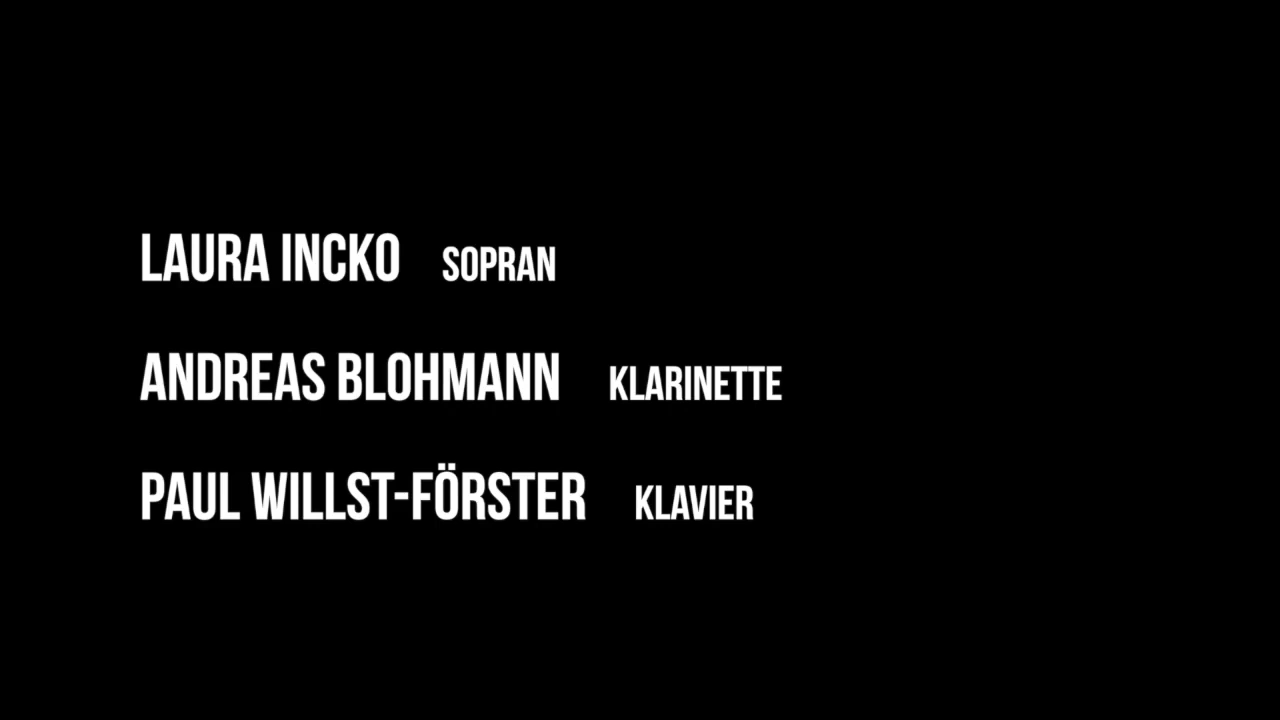 LAURA INCKO SOPRAN
ANDREAS BLOHMANN KLARINETTE
PAUL WILLST-FÖRSTER KLAVIER